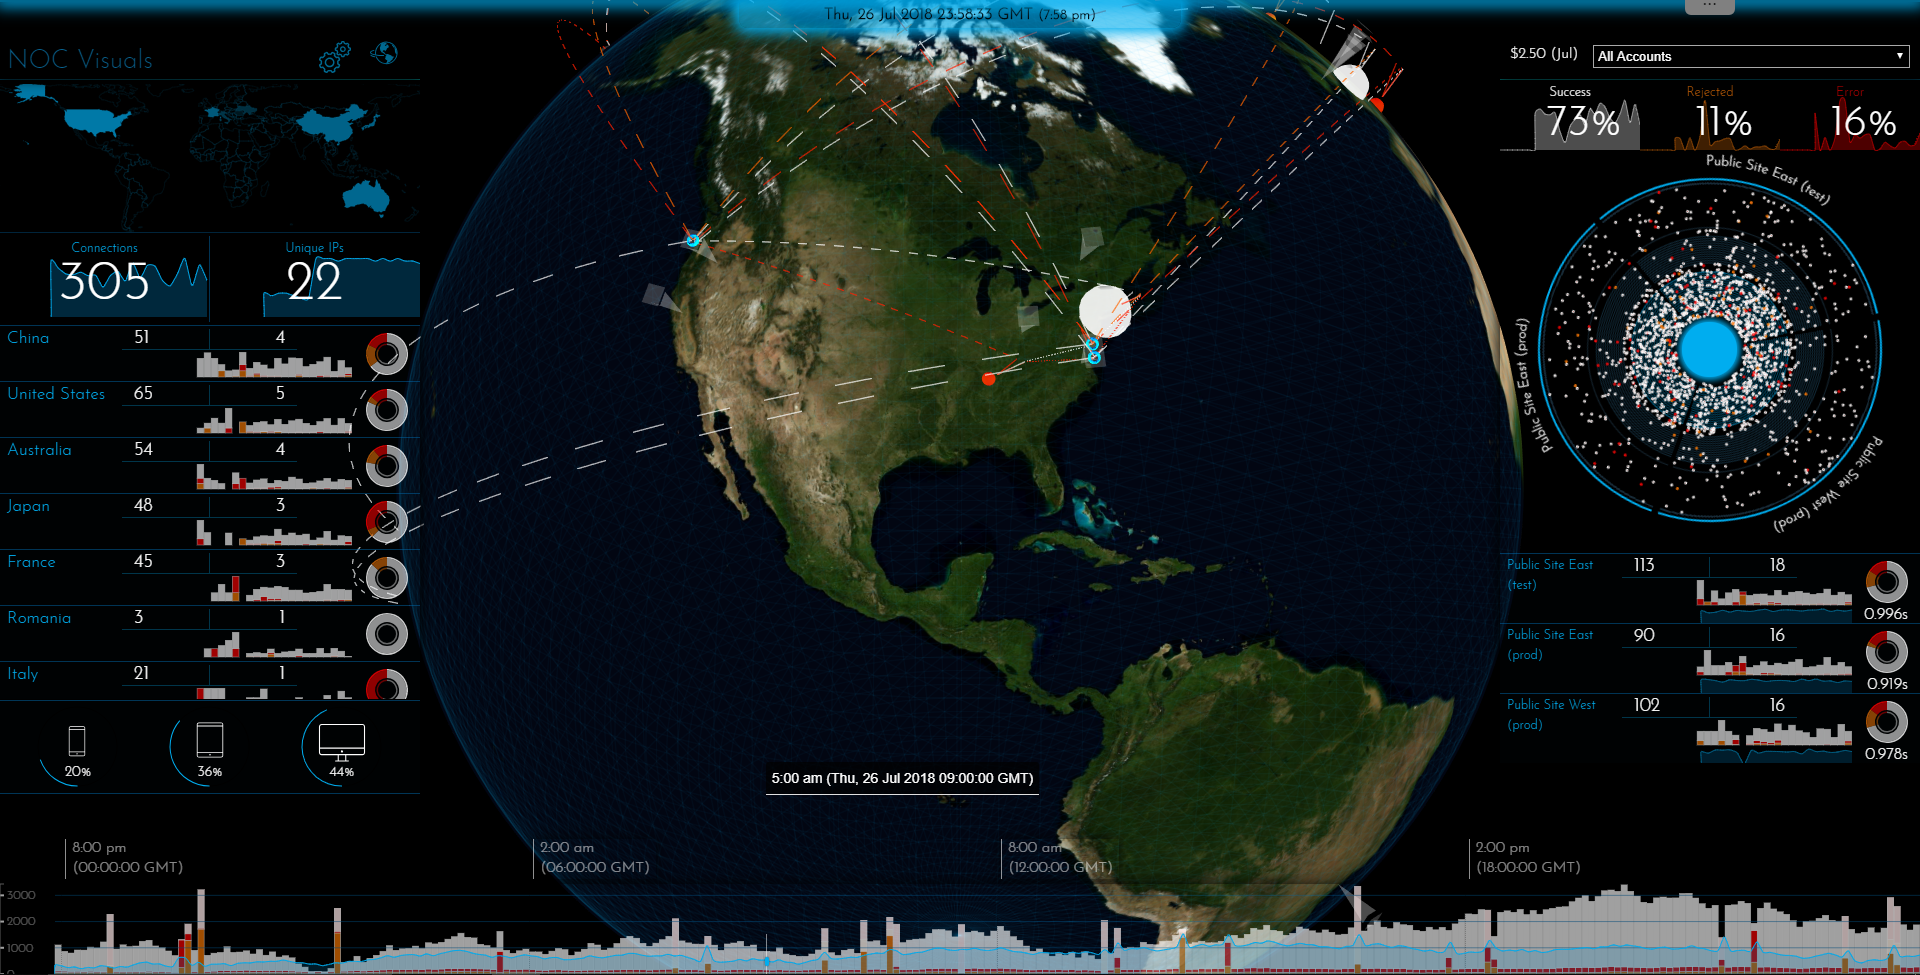 Thu, 26 Jul 2018 23:58:33 GMT (7:58 pm)
...
NOC Visuals
$2.50 (Jul)
All Accounts
Success
73%
Rejected
11%
Error
16%
Connections
305
Unique IPs
22
China 51 4
United States 65 5
Australia 54 4
Japan 48 3
France 45 3
Romania 3 1
Italy 21 1
20%
36%
44%
Public Site East (test)
Public Site East (prod)
Public Site West (prod)
Public Site East 113 18
(test)
0.996s
Public Site East 90 16
(prod)
0.919s
Public Site West 102 16
(prod)
0.978s
5:00 am (Thu, 26 Jul 2018 09:00:00 GMT)
8:00 pm
(00:00:00 GMT)
2:00 am
(06:00:00 GMT)
8:00 am
(12:00:00 GMT)
2:00 pm
(18:00:00 GMT)
3000
2000
1000
0